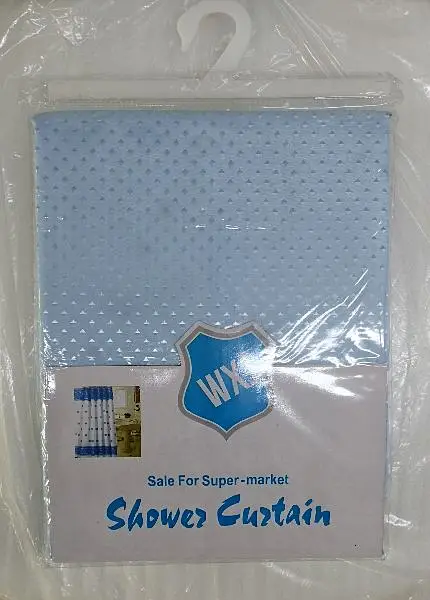 WX
Sale For Super-market
Shower Curtain